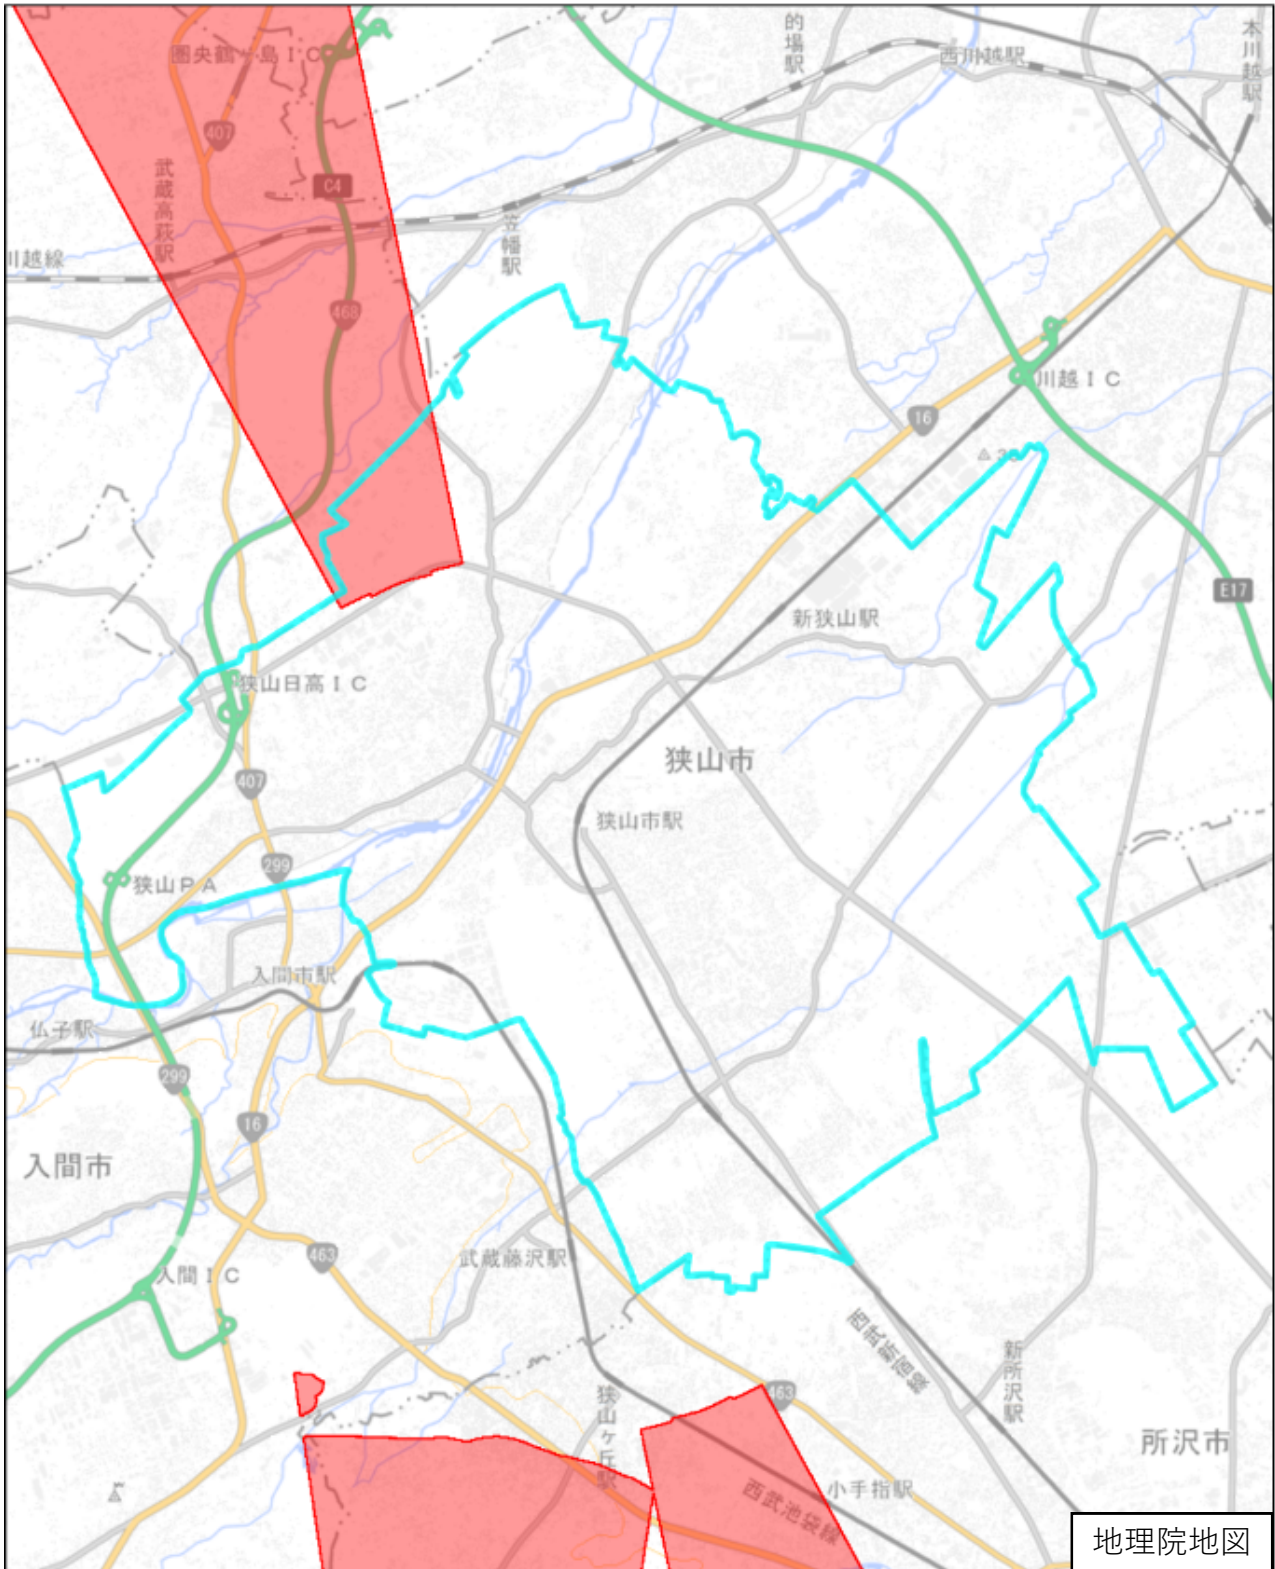 圏央鶴ヶ島IC
的場駅
西川越駅
本川越駅
407
武蔵高萩駅
C4
笠幡駅
川越線
468
川越IC
16
新狭山駅
E17
狭山日高IC
狭山市
407
狭山市駅
299
狭山PA
入間市駅
仏子駅
299
16
入間市
463
武蔵藤沢駅
入間IC
西武新宿線
新所沢駅
463
狭山ヶ丘駅
所沢市
小手指駅
西武池袋線
地理院地図